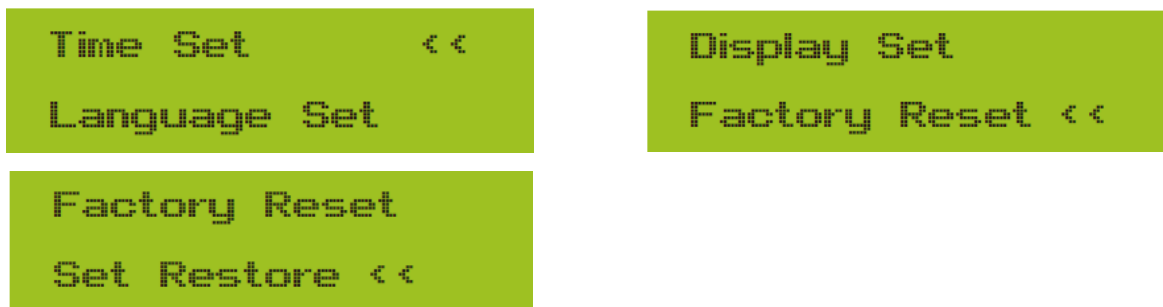 Time Set <<
Language Set
Display Set
Factory Reset <<
Factory Reset
Set Restore <<